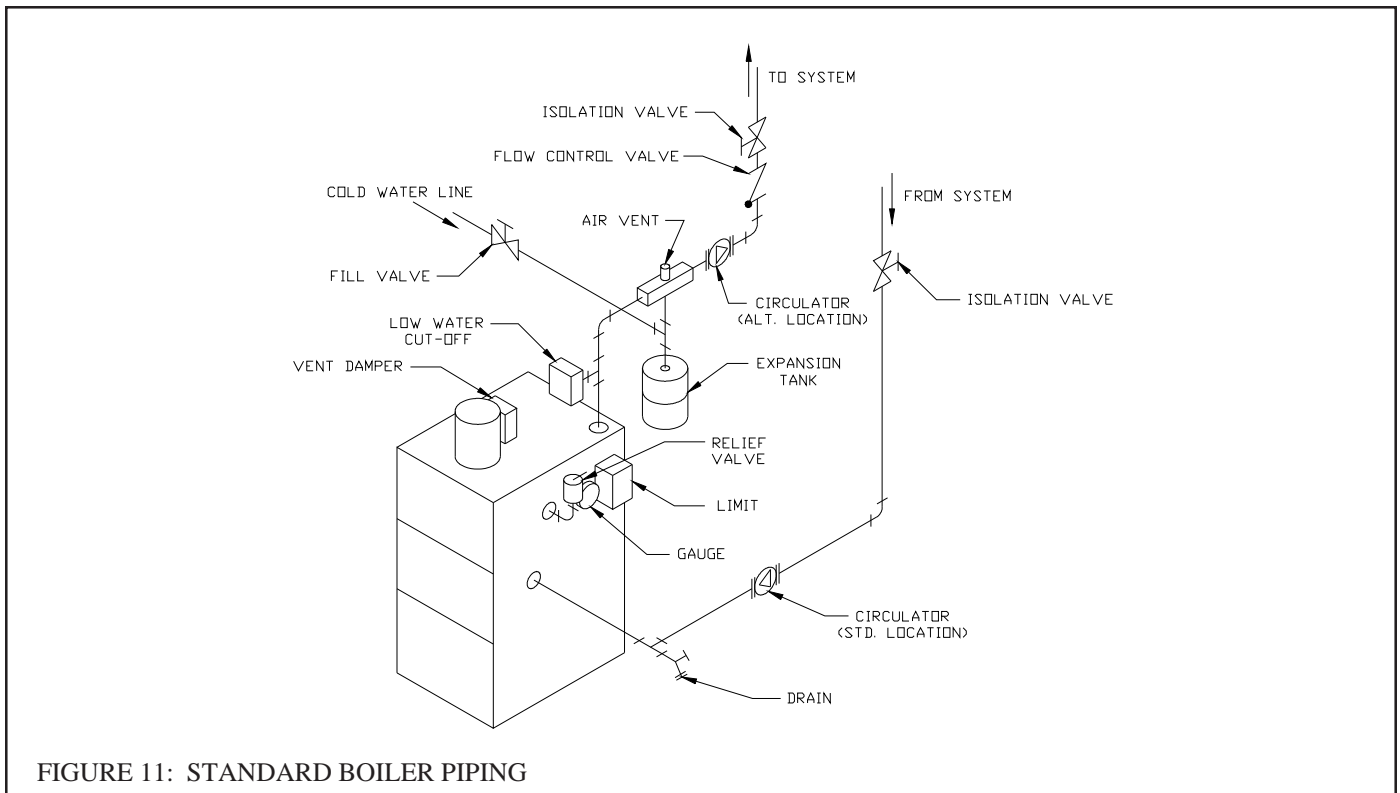 TO SYSTEM
ISOLATION VALVE
FLOW CONTROL VALVE
COLD WATER LINE
FROM SYSTEM
AIR VENT
FILL VALVE
ISOLATION VALVE
CIRCULATOR
(ALT. LOCATION)
LOW WATER
CUT-OFF
VENT DAMPER
EXPANSION
TANK
RELIEF
VALVE
LIMIT
GAUGE
CIRCULATOR
(STD. LOCATION)
DRAIN
FIGURE 11: STANDARD BOILER PIPING